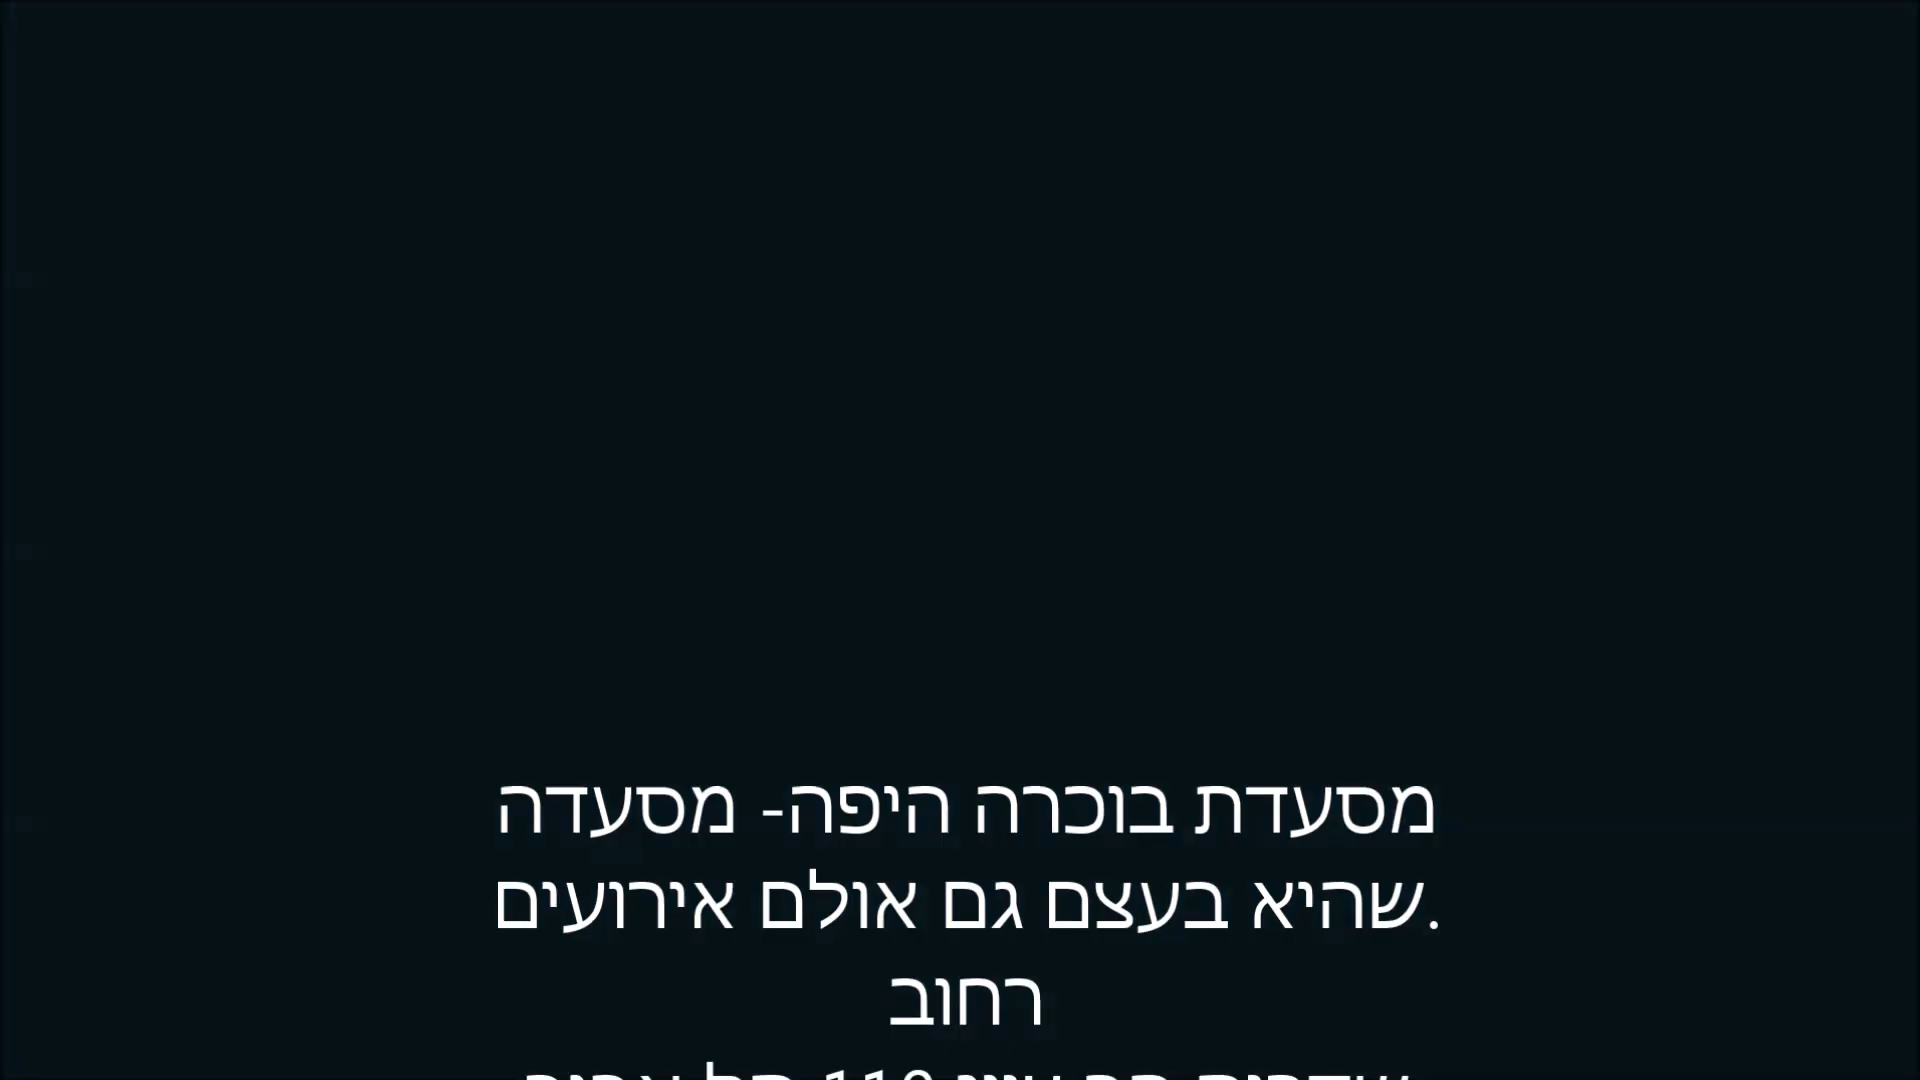 מסעדת בוכרה היפה- מסעדה
שהיא בעצם גם אולם אירועים.
רחוב